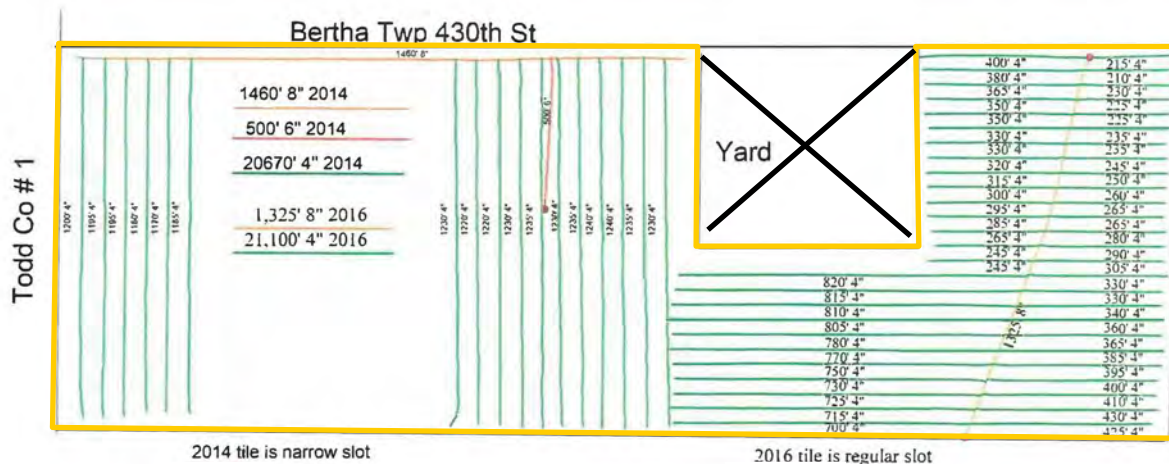 Bertha Twp 430th St
1460' 8"
Todd Co # 1
1460' 8" 2014
500' 6" 2014
20670' 4" 2014
1,325' 8" 2016
21,100' 4" 2016
1200' 4"
1195' 4"
1195' 4"
1180' 4"
1170' 4"
1185' 4"
1230' 4"
1220' 4"
1220' 4"
1230' 4"
1235' 4"
500' 6"
1230' 4"
1240' 4"
1240' 4"
1235' 4"
1230' 4"
Yard
400' 4" 215' 4"
380' 4" 210' 4"
365' 4" 230' 4"
350' 4" 225' 4"
350' 4" 225' 4"
330' 4" 235' 4"
330' 4"
320' 4" 245' 4"
315' 4" 250' 4"
300' 4" 260' 4"
295' 4" 265' 4"
285' 4" 265' 4"
265' 4" 280' 4"
245' 4" 290' 4"
245' 4" 305' 4"
820' 4" 330' 4"
815' 4" 330' 4"
810' 4" 340' 4"
805' 4" 1325' 8" 360' 4"
780' 4" 365' 4"
770' 4" 385' 4"
750' 4" 395' 4"
730' 4" 400' 4"
725' 4" 410' 4"
715' 4" 430' 4"
700' 4" 425' 4"
2014 tile is narrow slot
2016 tile is regular slot